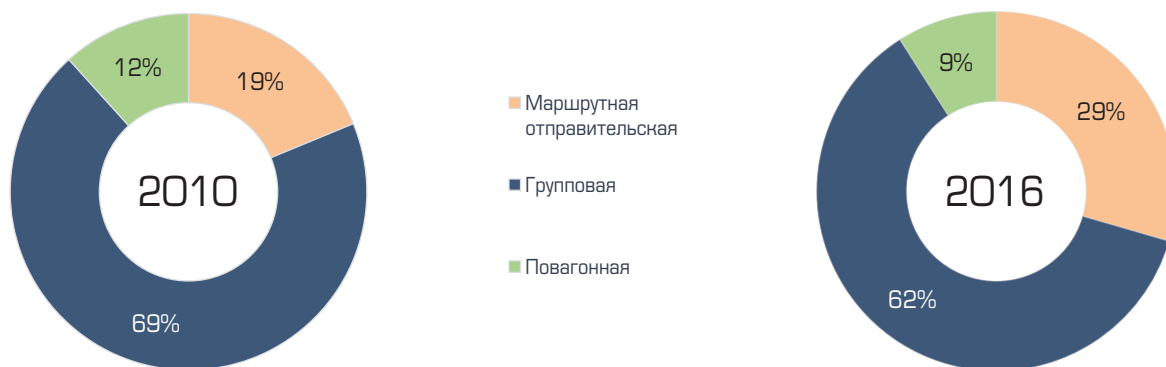 12%
19%
2010
69%
Маршрутная
отправительская
Групповая
Повагонная
9%
29%
2016
62%